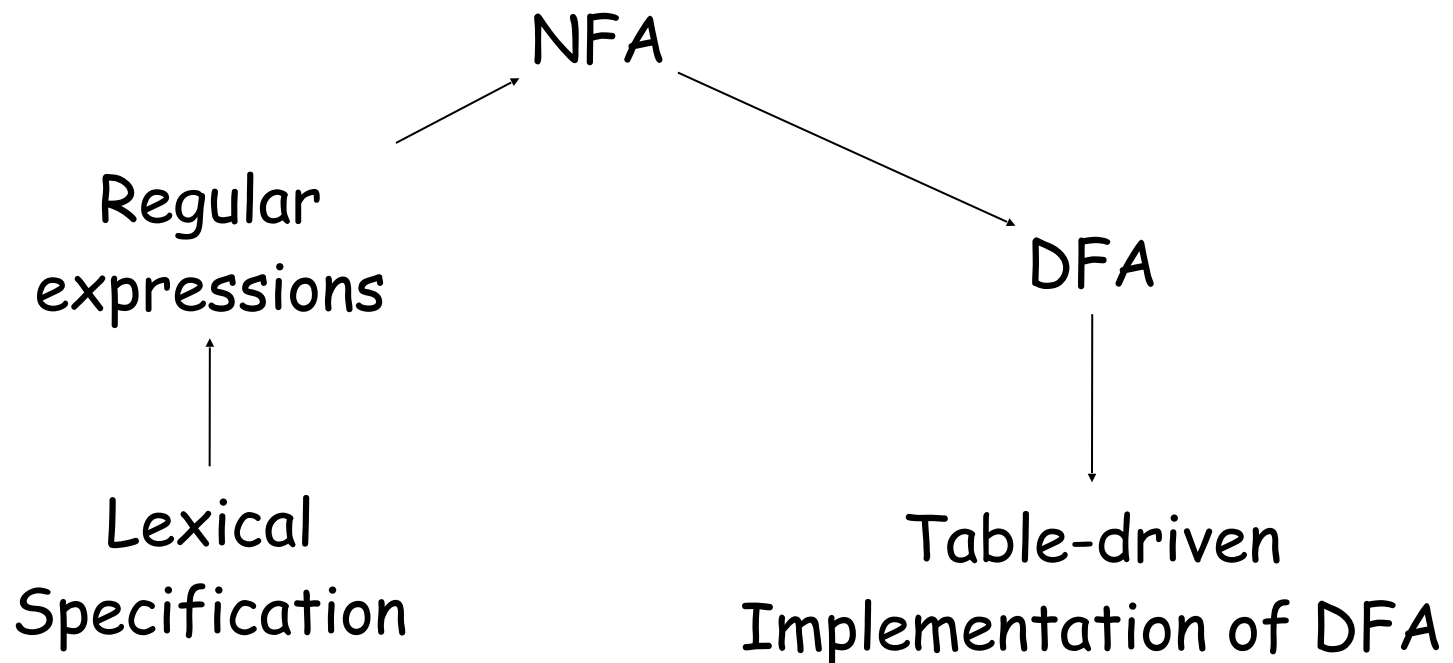 NFA
Regular
expressions
DFA
Lexical
Specification
Table-driven
Implementation of DFA